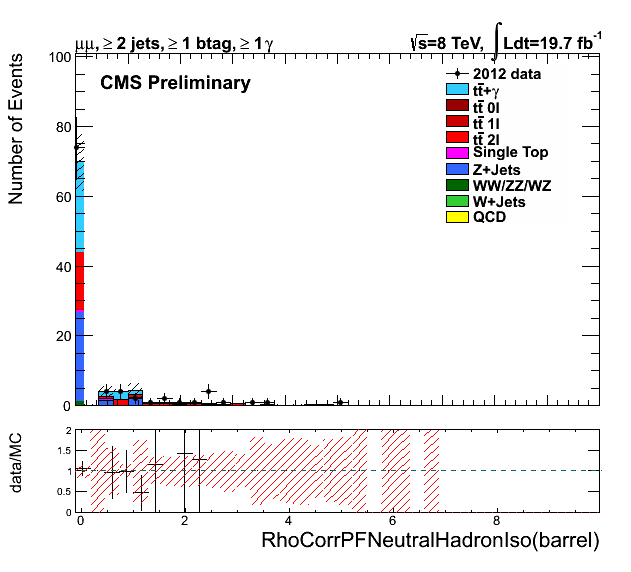 μμ, ≥ 2 jets, ≥ 1 btag, ≥ 1 γ
√s=8 TeV, ∫Ldt=19.7 fb⁻¹
CMS Preliminary
2012 data
tt̄+γ
tt̄ 0l
tt̄ 1l
tt̄ 2l
Single Top
Z+Jets
WW/ZZ/WZ
W+Jets
QCD
Number of Events
100
80
60
40
20
0
data/MC
2
1.5
1
0.5
0
0 2 4 6 8
RhoCorrPFNeutralHadronIso(barrel)